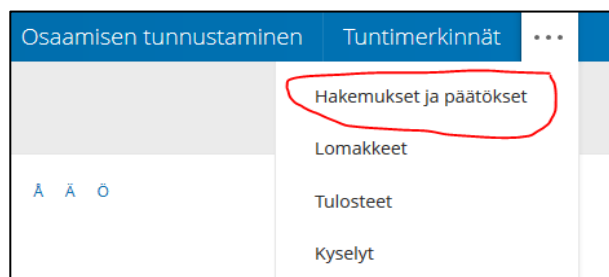 Osaamisen tunnustaminen Tuntimerkinnät ...
Hakemukset ja päätökset
Lomakkeet
Å Ä Ö
Tulosteet
Kyselyt